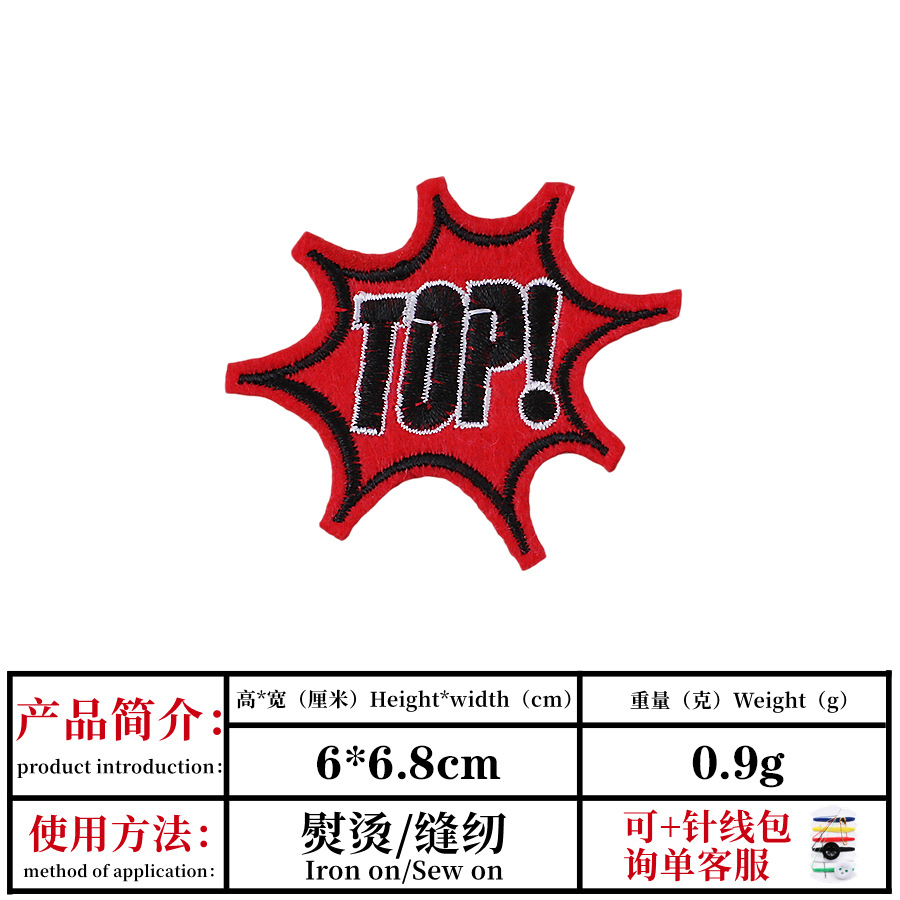 TOP!
产品简介：
product introduction：
高*宽（厘米）Height*width（cm）
重量（克）Weight（g）
6*6.8cm
0.9g
使用方法：
method of application：
熨烫/缝纫
Iron on/Sew on
可+针线包
询单客服